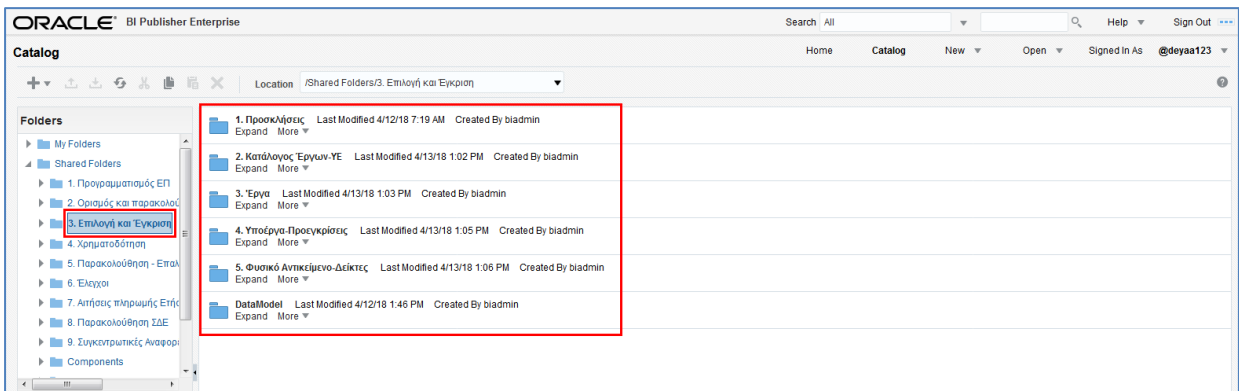 ORACLE BI Publisher Enterprise
Search All
Help
Sign Out
Catalog
Home
Catalog
New
Open
Signed In As
@deyaa123
Location
/Shared Folders/3. Επιλογή και Έγκριση
Folders
My Folders
Shared Folders
1. Προγραμματισμός ΕΠ
2. Ορισμός και παρακολού
3. Επιλογή και Έγκριση
4. Χρηματοδότηση
5. Παρακολούθηση - Επαλ
6. Έλεγχοι
7. Αιτήσεις πληρωμής Ετήσ
8. Παρακολούθηση ΣΔΕ
9. Συγκεντρωτικές Αναφορέ
Components
1. Προσκλήσεις Last Modified 4/12/18 7:19 AM Created By biadmin
Expand More
2. Κατάλογος Έργων-ΥΕ Last Modified 4/13/18 1:02 PM Created By biadmin
Expand More
3. Έργα Last Modified 4/13/18 1:03 PM Created By biadmin
Expand More
4. Υποέργα-Προεγκρίσεις Last Modified 4/13/18 1:05 PM Created By biadmin
Expand More
5. Φυσικό Αντικείμενο-Δείκτες Last Modified 4/13/18 1:06 PM Created By biadmin
Expand More
DataModel Last Modified 4/12/18 1:46 PM Created By biadmin
Expand More